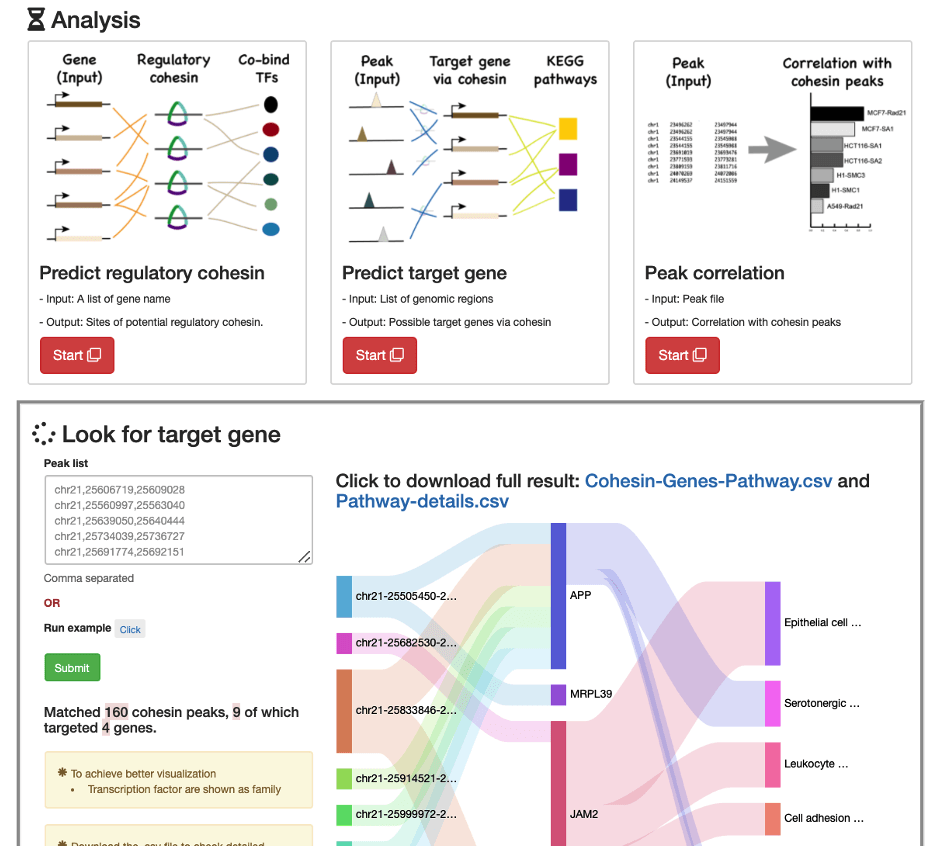 Analysis
Gene
(Input)
Regulatory
cohesin
Co-bind
TFs
Predict regulatory cohesin
- Input: A list of gene name
- Output: Sites of potential regulatory cohesin.
Start
Peak
(Input)
Target gene
via cohesin
KEGG
pathways
Predict target gene
- Input: List of genomic regions
- Output: Possible target genes via cohesin
Start
Peak
(Input)
Correlation with
cohesin peaks
MCF7-Rad21
MCF7-SA1
HCT116-SA1
HCT116-SA2
H1-SMC3
H1-SMC1
A549-Rad21
Peak correlation
- Input: Peak file
- Output: Correlation with cohesin peaks
Start
Look for target gene
Peak list
chr21,25606719,25609028
chr21,25560997,25563040
chr21,25639050,25640444
chr21,25734039,25736727
chr21,25691774,25692151
Comma separated
OR
Run example Click
Submit
Matched 160 cohesin peaks, 9 of which
targeted 4 genes.
To achieve better visualization
Transcription factor are shown as family
Download the .csv file to check detailed
Click to download full result: Cohesin-Genes-Pathway.csv and
Pathway-details.csv
chr21-25505450-2...
chr21-25682530-2...
chr21-25833846-2...
chr21-25914521-2...
chr21-25999972-2...
APP
MRPL39
JAM2
Epithelial cell ...
Serotonergic ...
Leukocyte ...
Cell adhesion ...